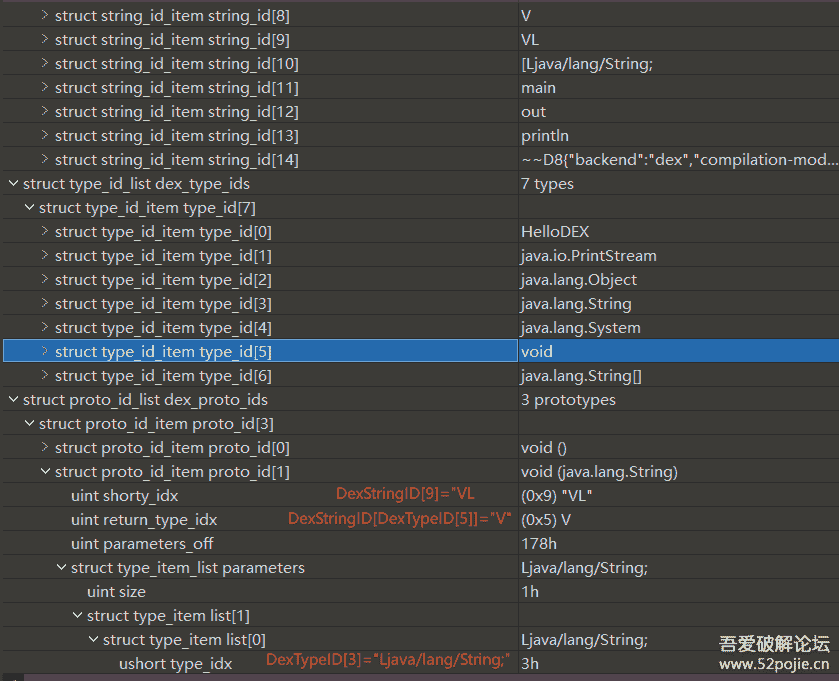 struct string_id_item string_id[8] V
struct string_id_item string_id[9] VL
struct string_id_item string_id[10] [Ljava/lang/String;
struct string_id_item string_id[11] main
struct string_id_item string_id[12] out
struct string_id_item string_id[13] println
struct string_id_item string_id[14] ~~D8{"backend":"dex","compilation-mod...
struct type_id_list dex_type_ids 7 types
struct type_id_item type_id[7]
struct type_id_item type_id[0] HelloDEX
struct type_id_item type_id[1] java.io.PrintStream
struct type_id_item type_id[2] java.lang.Object
struct type_id_item type_id[3] java.lang.String
struct type_id_item type_id[4] java.lang.System
struct type_id_item type_id[5] void
struct type_id_item type_id[6] java.lang.String[]
struct proto_id_list dex_proto_ids 3 prototypes
struct proto_id_item proto_id[3]
struct proto_id_item proto_id[0] void ()
struct proto_id_item proto_id[1] void (java.lang.String)
uint shorty_idx DexStringID[9]="VL (0x9) "VL"
uint return_type_idx DexStringID[DexTypeID[5]]="V" (0x5) V
uint parameters_off 178h
struct type_item_list parameters Ljava/lang/String;
uint size 1h
struct type_item list[1]
struct type_item list[0] Ljava/lang/String;
ushort type_idx DexTypeID[3]="Ljava/lang/String;" 3h
吾爱破解论坛
www.52pojie.cn